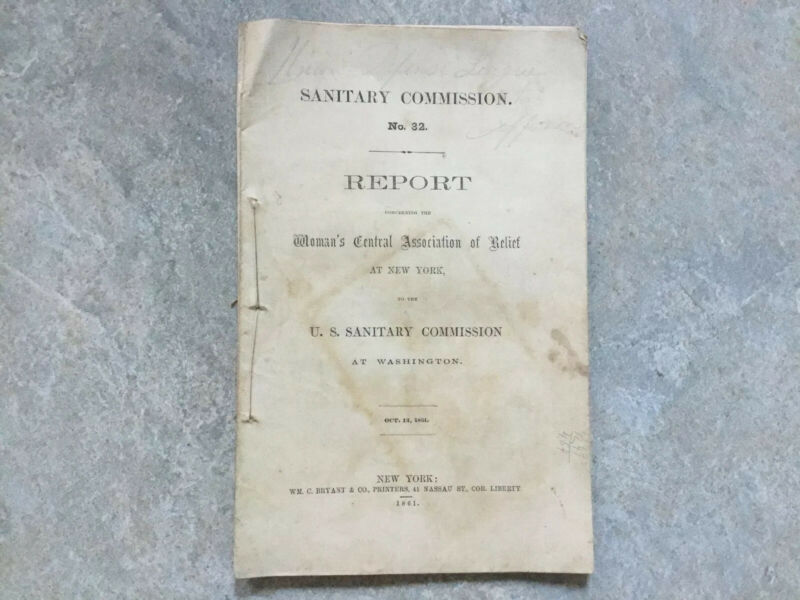 SANITARY COMMISSION.
No. 32.
REPORT
CONCERNING THE
Woman's Central Association of Relief
AT NEW YORK,
TO THE
U. S. SANITARY COMMISSION
AT WASHINGTON.
OCT. 12, 1861.
NEW YORK:
WM. C. BRYANT & CO., PRINTERS, 41 NASSAU ST., COR. LIBERTY
1861.